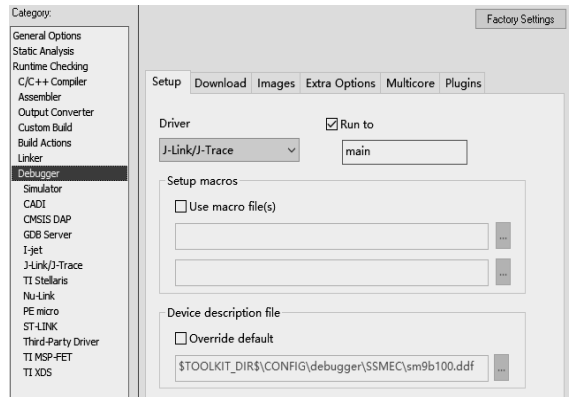 Category:
Factory Settings
General Options
Static Analysis
Runtime Checking
C/C++ Compiler
Assembler
Output Converter
Custom Build
Build Actions
Linker
Debugger
Simulator
CADI
CMSIS DAP
GDB Server
I-jet
J-Link/J-Trace
TI Stellaris
Nu-Link
PE micro
ST-LINK
Third-Party Driver
TI MSP-FET
TI XDS
Setup Download Images Extra Options Multicore Plugins
Driver
Run to
J-Link/J-Trace
main
Setup macros
Use macro file(s)
...
...
Device description file
Override default
$TOOLKIT_DIR$\CONFIG\debugger\SSMEC\sm9b100.ddf
...